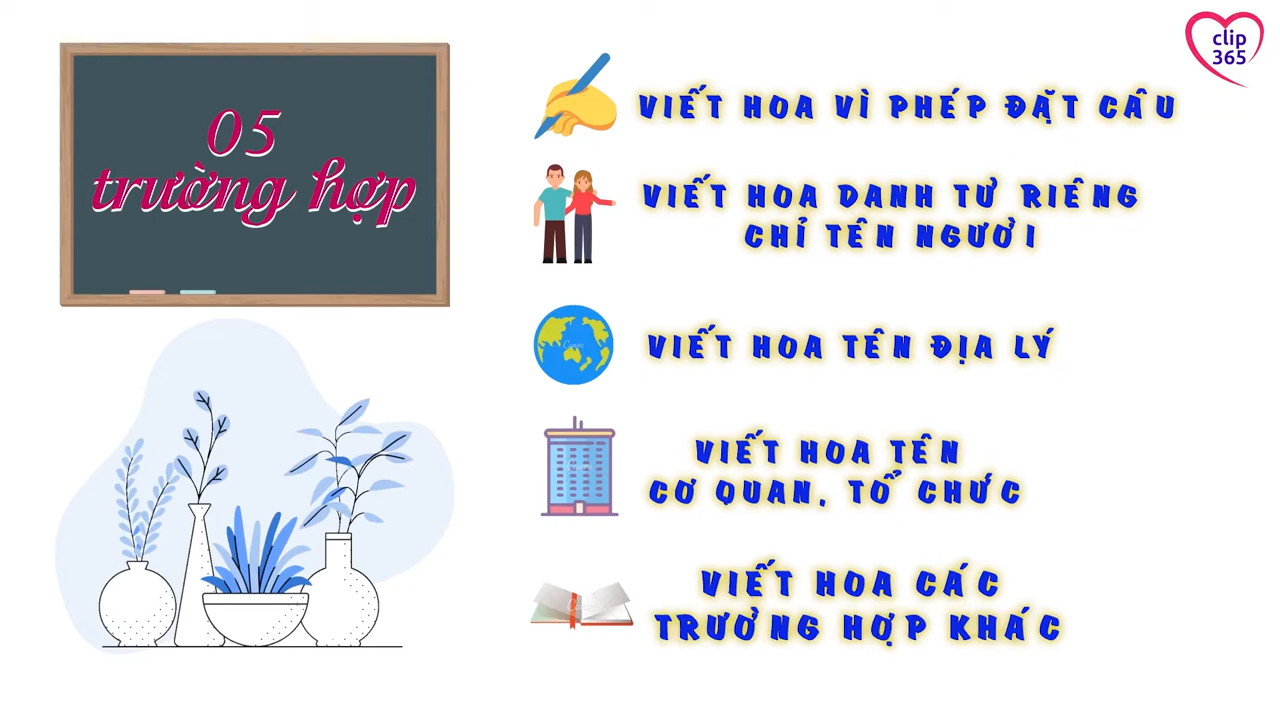 clip
365
05
trường hợp
VIẾT HOA VÌ PHÉP ĐẶT CÂU
VIẾT HOA DANH TỪ RIÊNG
CHỈ TÊN NGƯỜI
VIẾT HOA TÊN ĐỊA LÝ
VIẾT HOA TÊN
CƠ QUAN, TỔ CHỨC
VIẾT HOA CÁC
TRƯỜNG HỢP KHÁC